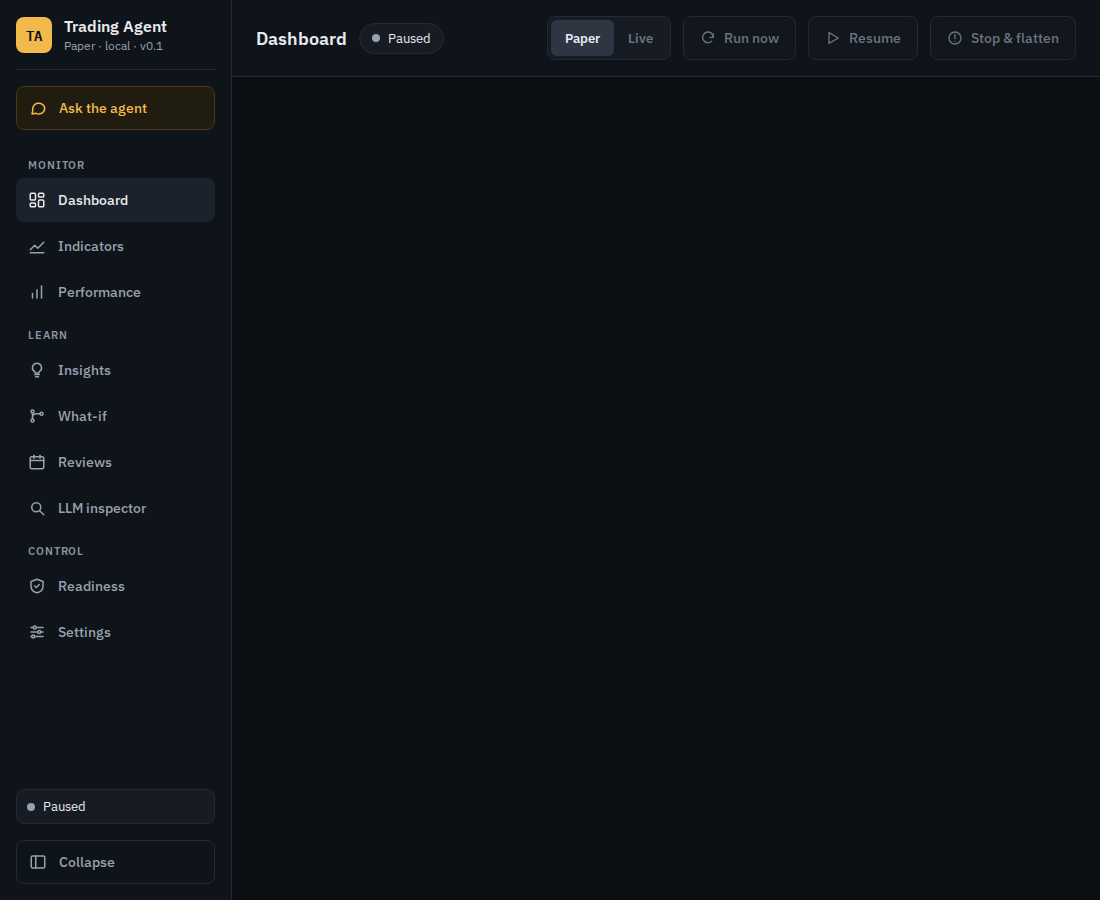 TA
Trading Agent
Paper · local · v0.1
Ask the agent
MONITOR
Dashboard
Indicators
Performance
LEARN
Insights
What-if
Reviews
LLM inspector
CONTROL
Readiness
Settings
Paused
Collapse
Dashboard
Paused
Paper
Live
Run now
Resume
Stop & flatten